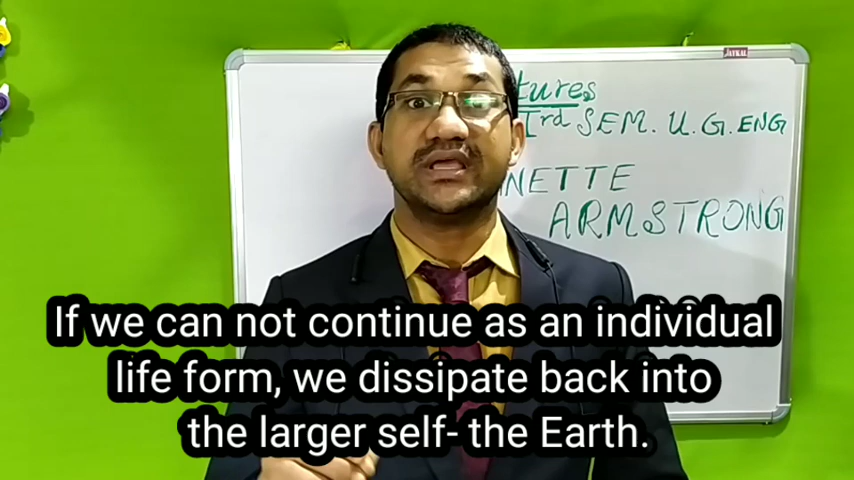 JAYKAL
tures
Ird SEM. U.G. ENG
NETTE
ARMSTRONG
If we can not continue as an individual
life form, we dissipate back into
the larger self- the Earth.